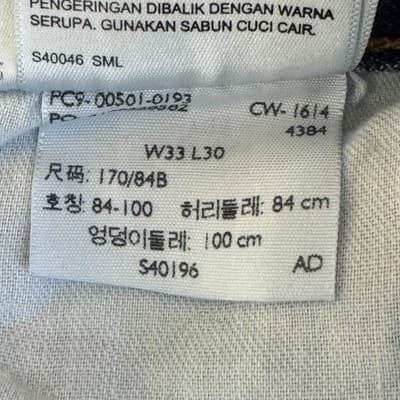 PENGERINGAN DIBALIK DENGAN WARNA
SERUPA. GUNAKAN SABUN CUCI CAIR.
S40046 SML
PC9-00501-0193
CW-1614
4384
W33 L30
尺码: 170/84B
호칭: 84-100 허리둘레: 84 cm
엉덩이둘레: 100 cm
S40196 AD